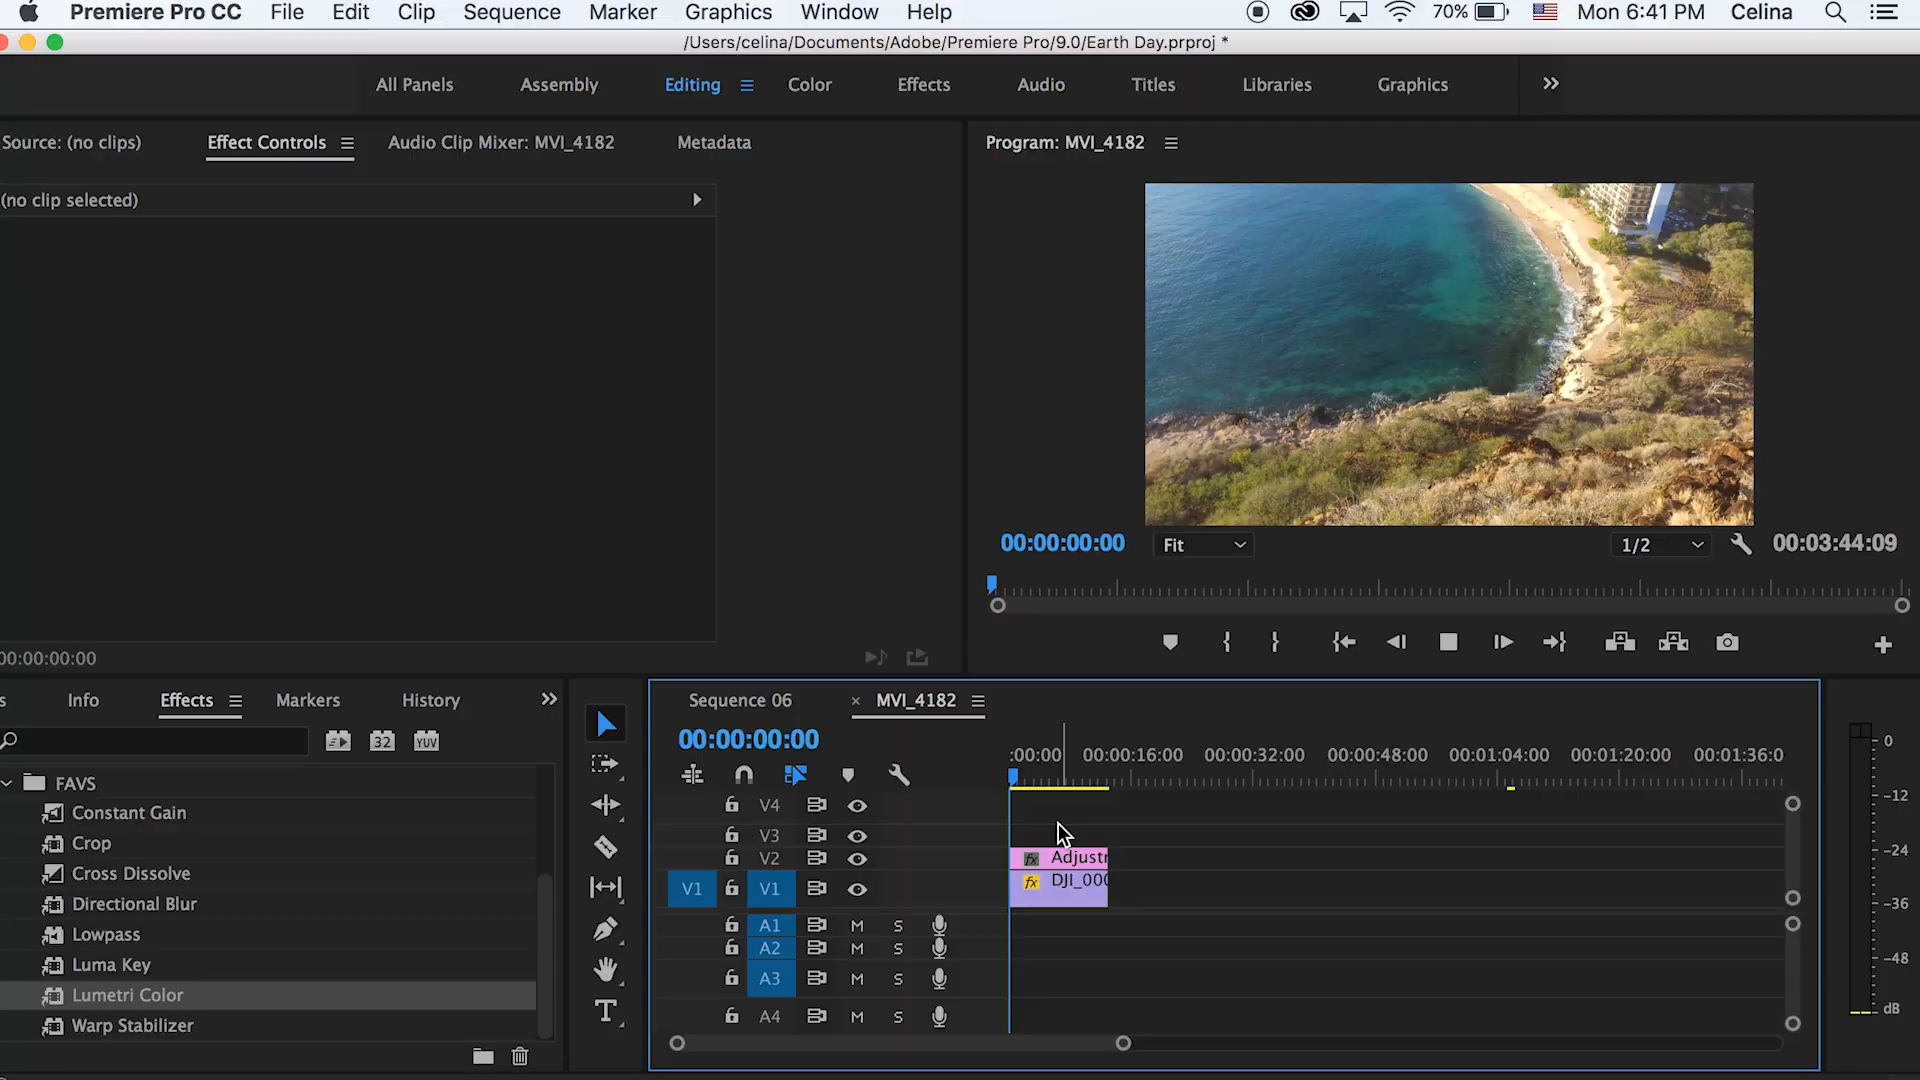 Premiere Pro CC File Edit Clip Sequence Marker Graphics Window Help 70% Mon 6:41 PM Celina
/Users/celina/Documents/Adobe/Premiere Pro/9.0/Earth Day.prproj *
All Panels Assembly Editing Color Effects Audio Titles Libraries Graphics
Source: (no clips) Effect Controls Audio Clip Mixer: MVI_4182 Metadata
Program: MVI_4182
(no clip selected)
00:00:00:00 Fit 1/2 00:03:44:09
00:00:00:00
s Info Effects Markers History
32 YUV
FAVS
Constant Gain
Crop
Cross Dissolve
Directional Blur
Lowpass
Luma Key
Lumetri Color
Warp Stabilizer
T
Sequence 06 × MVI_4182
00:00:00:00
:00:00 00:00:16:00 00:00:32:00 00:00:48:00 00:01:04:00 00:01:20:00 00:01:36:0
V4
V3
V2 fx Adjustr
V1 V1 fx DJI_000
A1 M S
A2 M S
A3 M S
A4 M S
0
-12
-24
-36
-48
dB